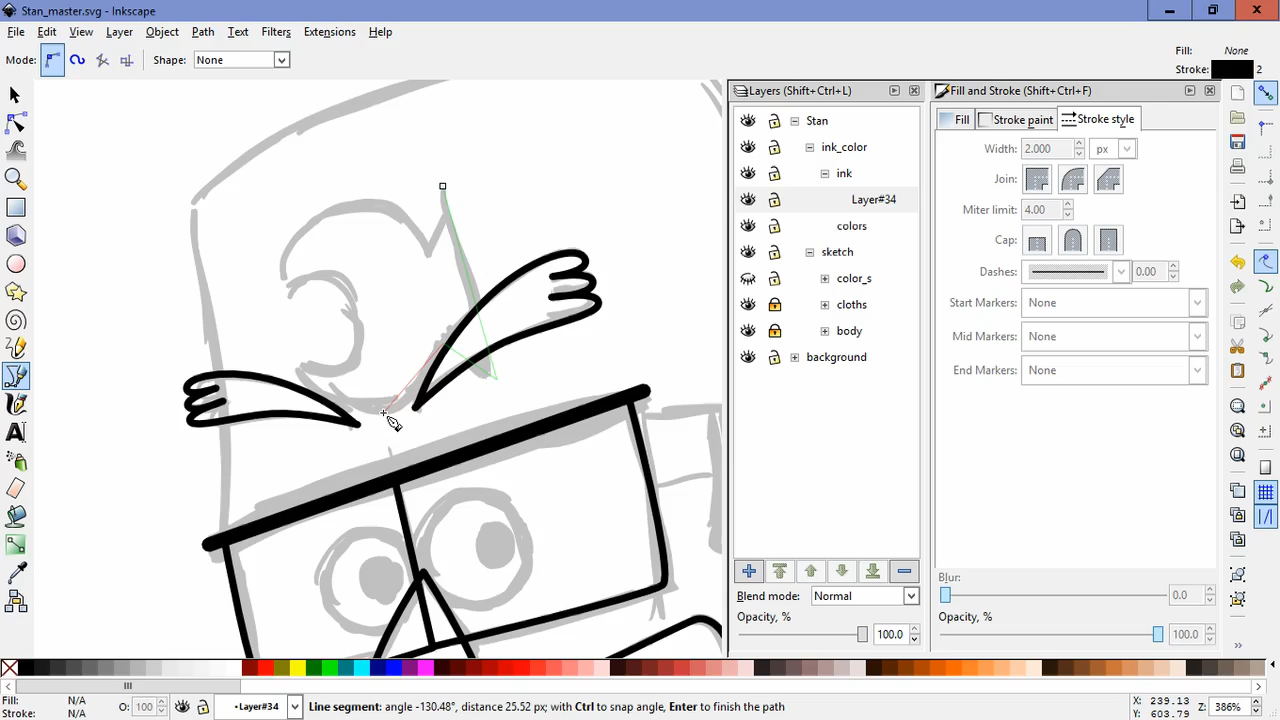 Stan_master.svg - Inkscape
File Edit View Layer Object Path Filters Text Extensions Help
Mode: Shape: None
Fill: None
Stroke: 2
Layers (Shift+Ctrl+L)
Fill and Stroke (Shift+Ctrl+F)
Stan
ink_color
ink
Layer#34
colors
sketch
color_s
cloths
body
background
Fill Stroke paint Stroke style
Width: 2.000 px
Join:
Miter limit: 4.00
Cap:
Dashes: 0.00
Start Markers: None
Mid Markers: None
End Markers: None
Blend mode: Normal
Opacity, % 100.0
Blur:
0.0
Opacity, %
100.0
Fill: N/A
Stroke: N/A
O: 100
•Layer#34
Line segment: angle -130.48°, distance 25.52 px; with Ctrl to snap angle, Enter to finish the path
X: 239.13
Y: 603.79
Z: 386%